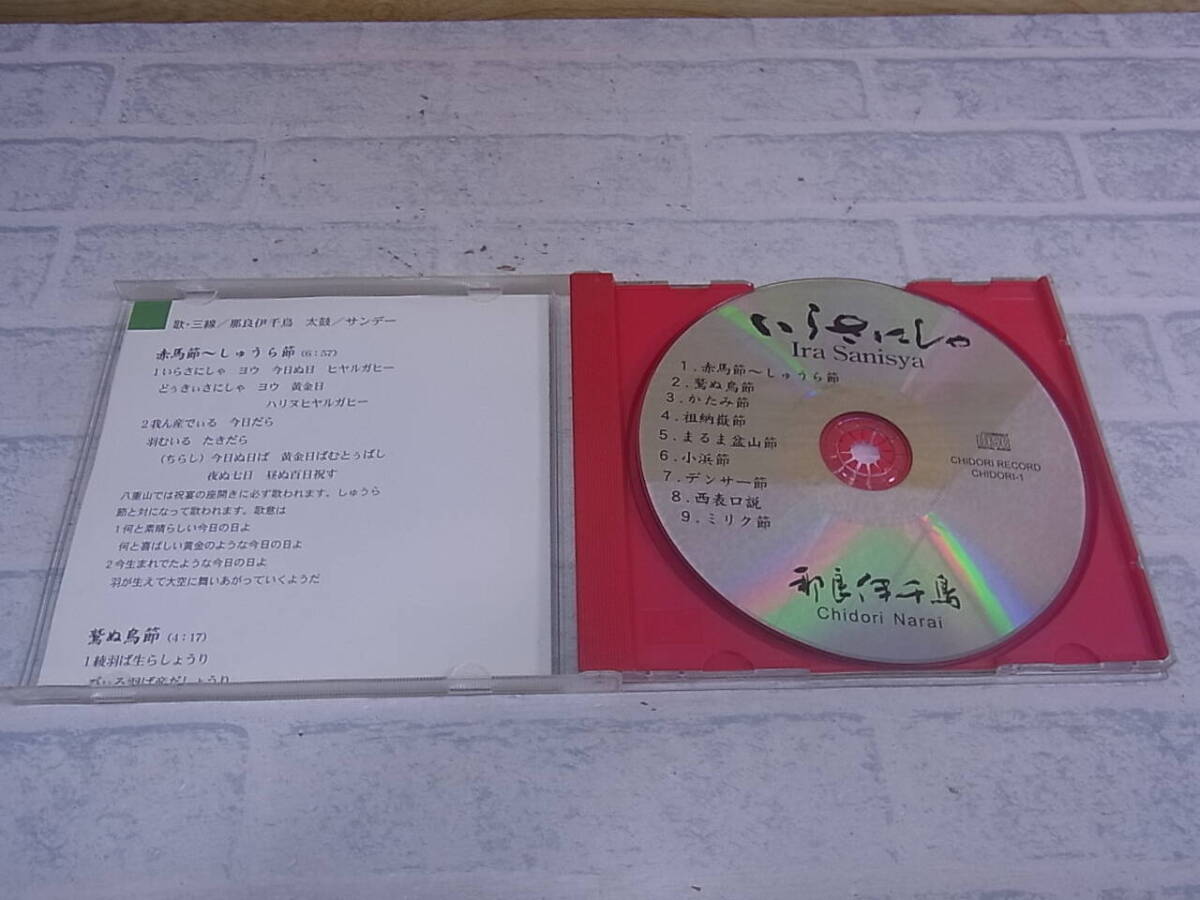 歌・三線／那良伊千鳥　太鼓／サンデー
赤馬節〜しゅうら節 (6:57)
1いらさにしゃ　ヨウ　今日ぬ日　ヒヤルガヒー
どぅきぃさにしゃ　ヨウ　黄金日
ハリヌヒヤルガヒー
2我ん産でぃる　今日だら
羽むいる　たきだら
（ちらし）今日ぬ日ば　黄金日ばむとぅばし
夜ぬ七日　昼ぬ百日祝す
八重山では祝宴の座開きに必ず歌われます。しゅうら
節と対になって歌われます。歌意は
1何と素晴らしい今日の日よ
何と喜ばしい黄金のような今日の日よ
2今生まれでたような今日の日よ
羽が生えて大空に舞いあがっていくようだ
鷲ぬ鳥節 (4:17)
1綾羽ば生らしょうり
いらさにしゃ
Ira Sanisya
1. 赤馬節〜しゅうら節
2. 鷲ぬ鳥節
3. かたみ節
4. 祖納嶽節
5. まるま盆山節
6. 小浜節
7. デンサー節
8. 西表口説
9. ミリク節
CHIDORI RECORD
CHIDORI-1
那良伊千鳥
Chidori Narai